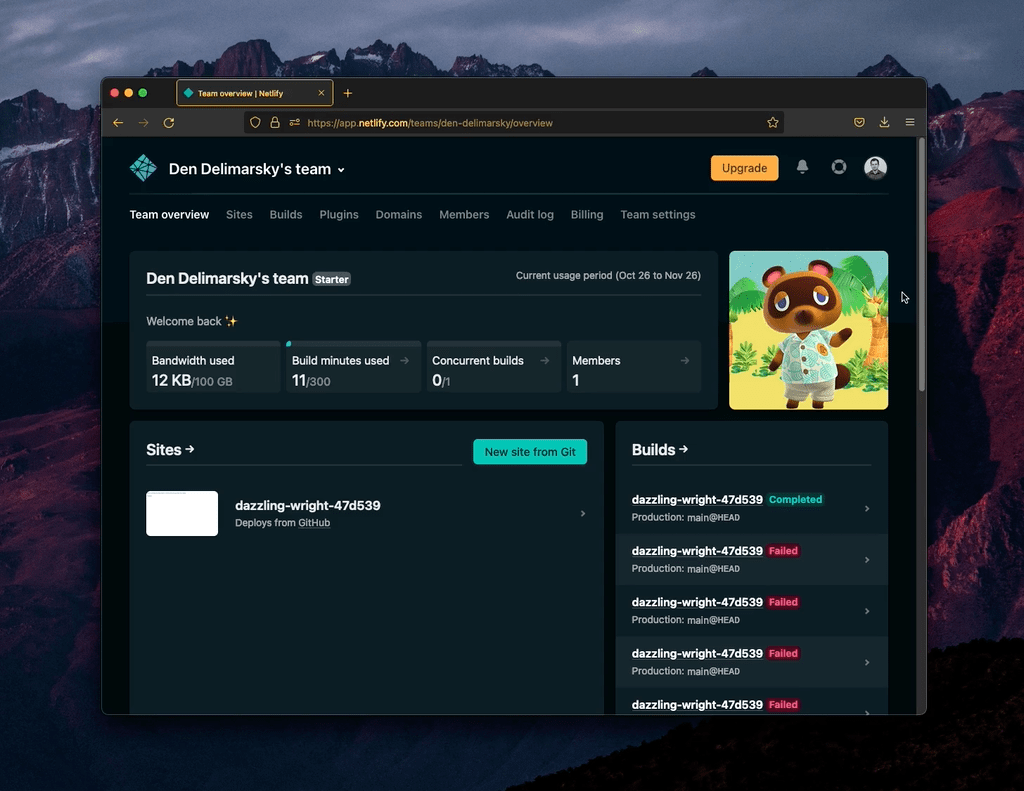 Team overview | Netlify
https://app.netlify.com/teams/den-delimarsky/overview
Den Delimarsky's team
Upgrade
Team overview Sites Builds Plugins Domains Members Audit log Billing Team settings
Den Delimarsky's team Starter
Current usage period (Oct 26 to Nov 26)
Welcome back ✨
Bandwidth used
12 KB/100 GB
Build minutes used →
11/300
Concurrent builds →
0/1
Members →
1
Sites →
New site from Git
dazzling-wright-47d539
Deploys from GitHub
Builds →
dazzling-wright-47d539 Completed
Production: main@HEAD
dazzling-wright-47d539 Failed
Production: main@HEAD
dazzling-wright-47d539 Failed
Production: main@HEAD
dazzling-wright-47d539 Failed
Production: main@HEAD
dazzling-wright-47d539 Failed